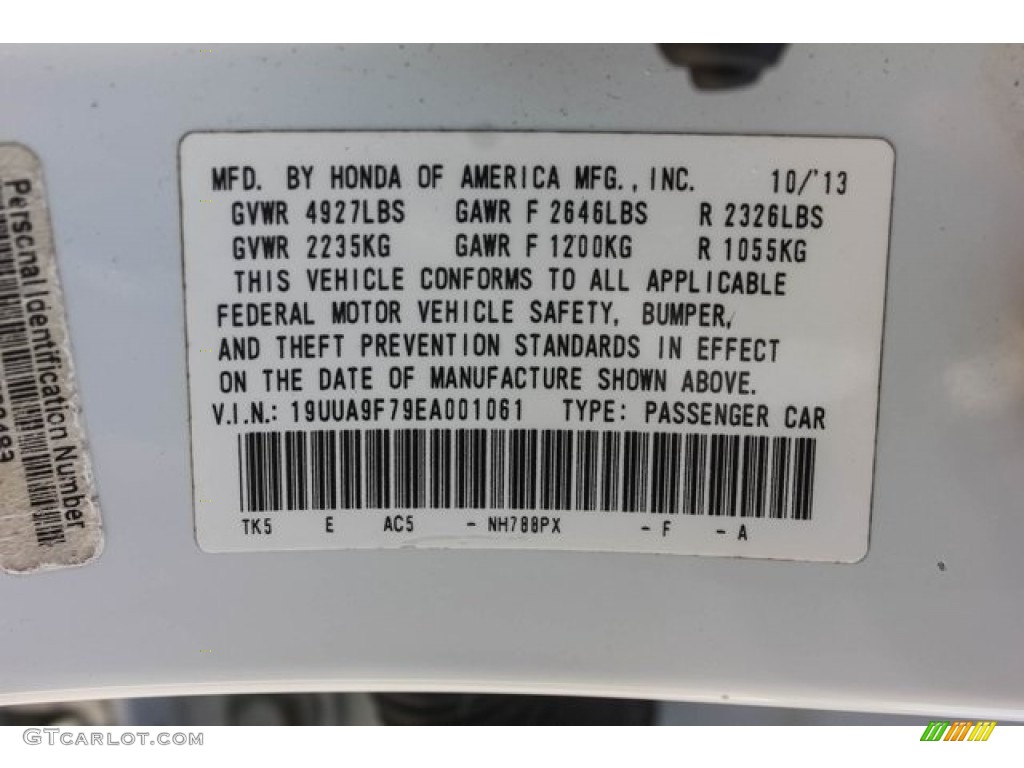 MFD. BY HONDA OF AMERICA MFG., INC. 10/'13
GVWR 4927LBS GAWR F 2646LBS R 2326LBS
GVWR 2235KG GAWR F 1200KG R 1055KG
THIS VEHICLE CONFORMS TO ALL APPLICABLE
FEDERAL MOTOR VEHICLE SAFETY, BUMPER,
AND THEFT PREVENTION STANDARDS IN EFFECT
ON THE DATE OF MANUFACTURE SHOWN ABOVE.
V.I.N.: 19UUA9F79EA001061 TYPE: PASSENGER CAR
TK5 E AC5 - NH788PX - F - A
Personal Identification Number
GTCarLot.com